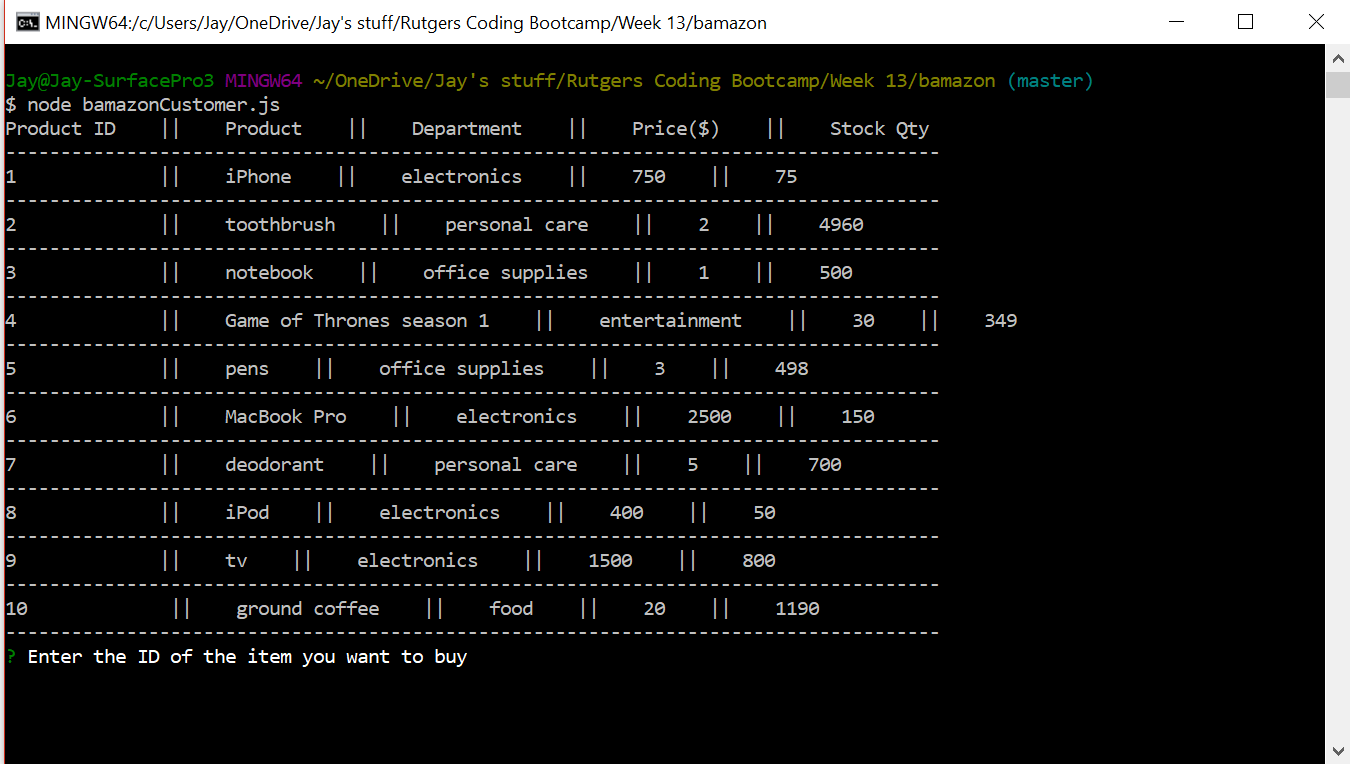 MINGW64:/c/Users/Jay/OneDrive/Jay's stuff/Rutgers Coding Bootcamp/Week 13/bamazon
Jay@Jay-SurfacePro3 MINGW64 ~/OneDrive/Jay's stuff/Rutgers Coding Bootcamp/Week 13/bamazon (master)
$ node bamazonCustomer.js
Product ID    ||    Product    ||    Department    ||    Price($)    ||    Stock Qty
-------------------------------------------------------------------------------------
1             ||    iPhone    ||    electronics    ||    750    ||    75
-------------------------------------------------------------------------------------
2             ||    toothbrush    ||    personal care    ||    2    ||    4960
-------------------------------------------------------------------------------------
3             ||    notebook    ||    office supplies    ||    1    ||    500
-------------------------------------------------------------------------------------
4             ||    Game of Thrones season 1    ||    entertainment    ||    30    ||    349
-------------------------------------------------------------------------------------
5             ||    pens    ||    office supplies    ||    3    ||    498
-------------------------------------------------------------------------------------
6             ||    MacBook Pro    ||    electronics    ||    2500    ||    150
-------------------------------------------------------------------------------------
7             ||    deodorant    ||    personal care    ||    5    ||    700
-------------------------------------------------------------------------------------
8             ||    iPod    ||    electronics    ||    400    ||    50
-------------------------------------------------------------------------------------
9             ||    tv    ||    electronics    ||    1500    ||    800
-------------------------------------------------------------------------------------
10             ||    ground coffee    ||    food    ||    20    ||    1190
-------------------------------------------------------------------------------------
? Enter the ID of the item you want to buy